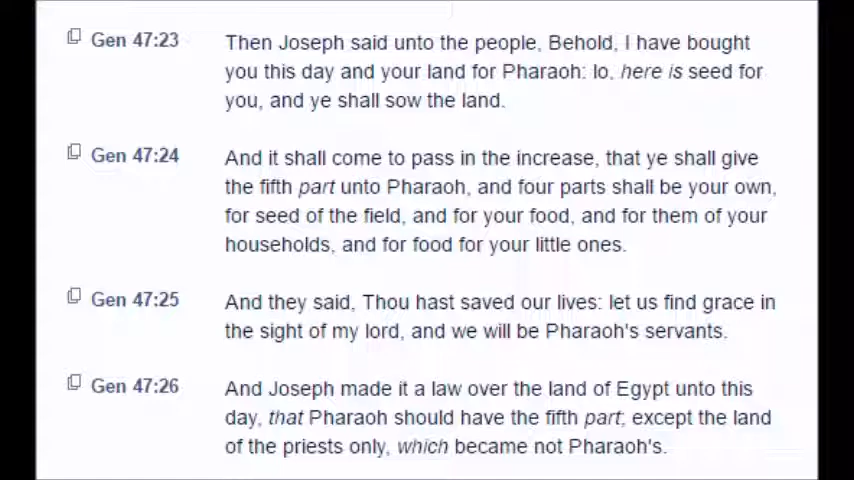 Gen 47:23 Then Joseph said unto the people, Behold, I have bought
you this day and your land for Pharaoh: lo, here is seed for
you, and ye shall sow the land.
Gen 47:24 And it shall come to pass in the increase, that ye shall give
the fifth part unto Pharaoh, and four parts shall be your own,
for seed of the field, and for your food, and for them of your
households, and for food for your little ones.
Gen 47:25 And they said, Thou hast saved our lives: let us find grace in
the sight of my lord, and we will be Pharaoh's servants.
Gen 47:26 And Joseph made it a law over the land of Egypt unto this
day, that Pharaoh should have the fifth part; except the land
of the priests only, which became not Pharaoh's.